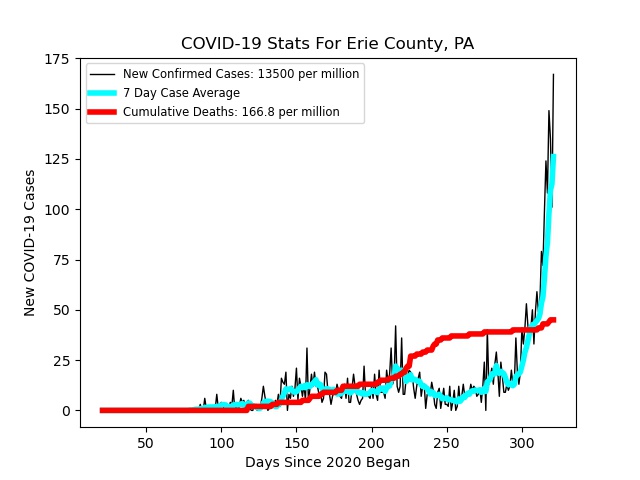 COVID-19 Stats For Erie County, PA
New Confirmed Cases: 13500 per million
7 Day Case Average
Cumulative Deaths: 166.8 per million
New COVID-19 Cases
175
150
125
100
75
50
25
0
50
100
150
200
250
300
Days Since 2020 Began